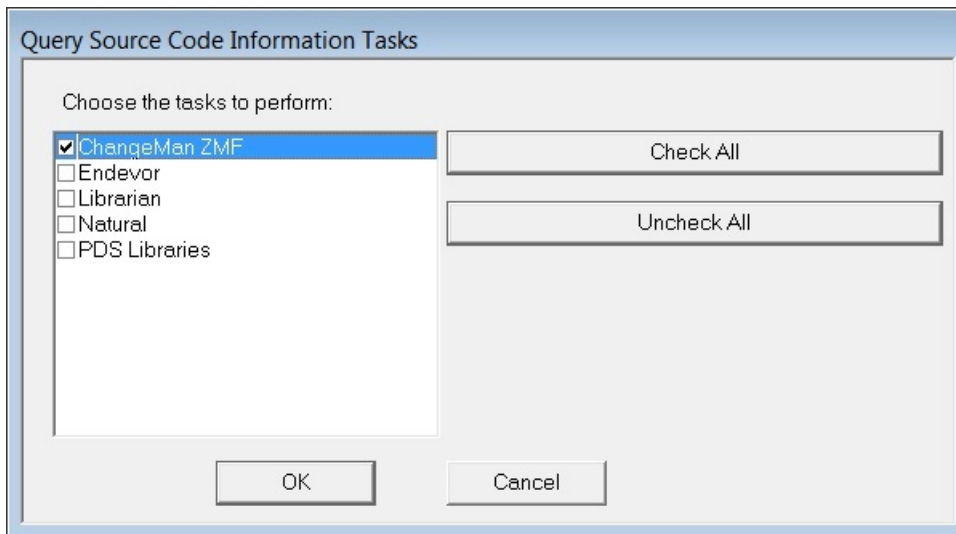 Query Source Code Information Tasks
Choose the tasks to perform:
ChangeMan ZMF
Endevor
Librarian
Natural
PDS Libraries
Check All
Uncheck All
OK
Cancel